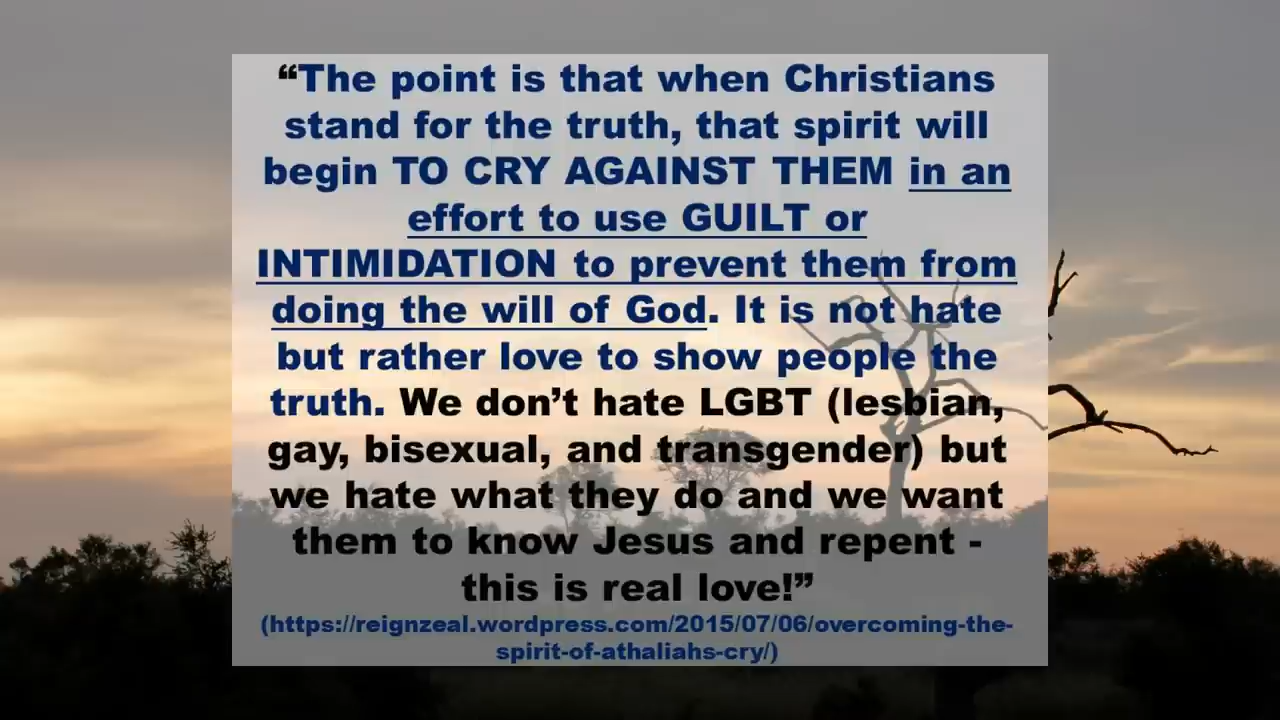 “The point is that when Christians
stand for the truth, that spirit will
begin TO CRY AGAINST THEM in an
effort to use GUILT or
INTIMIDATION to prevent them from
doing the will of God. It is not hate
but rather love to show people the
truth. We don’t hate LGBT (lesbian,
gay, bisexual, and transgender) but
we hate what they do and we want
them to know Jesus and repent -
this is real love!”
(https://reignzeal.wordpress.com/2015/07/06/overcoming-the-
spirit-of-athaliahs-cry/)